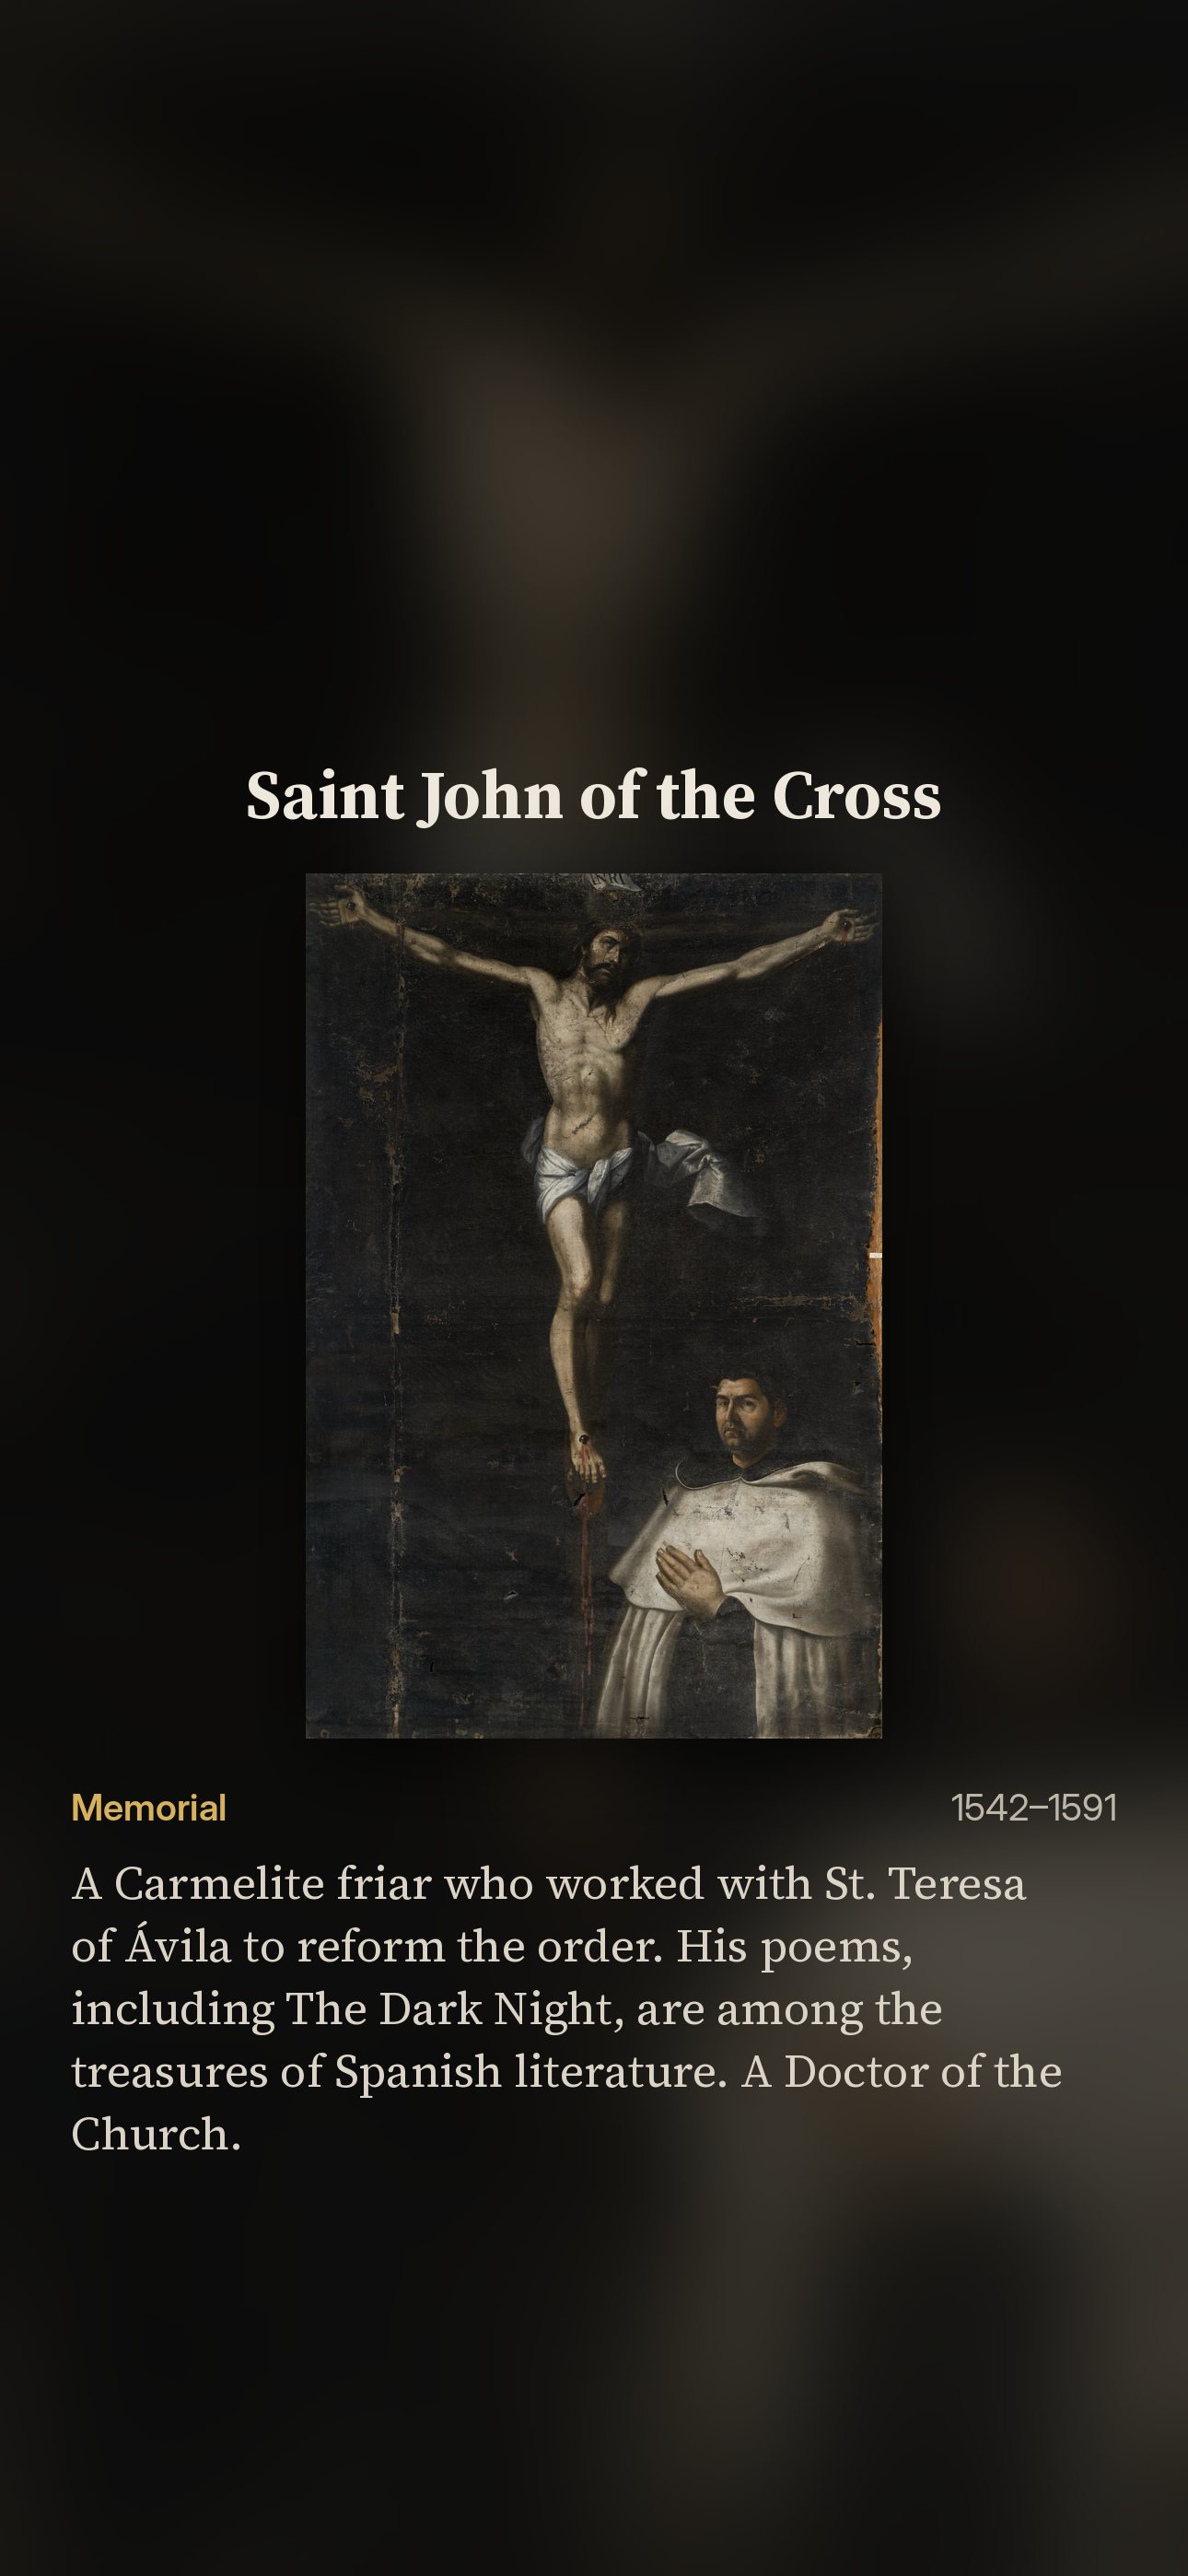 Saint John of the Cross
INRI
Memorial
1542–1591
A Carmelite friar who worked with St. Teresa
of Ávila to reform the order. His poems,
including The Dark Night, are among the
treasures of Spanish literature. A Doctor of the
Church.